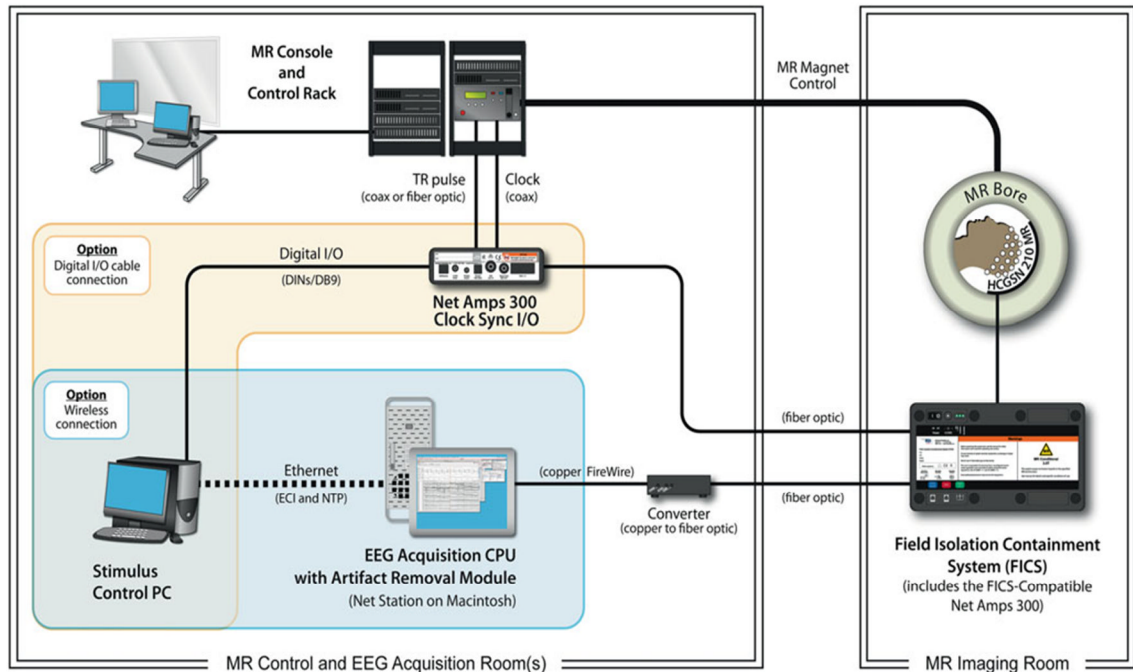 MR Console
and
Control Rack
MR Magnet
Control
TR pulse
(coax or fiber optic)
Clock
(coax)
MR Bore
HCGSN 210 MR
Option
Digital I/O cable
connection
Digital I/O
(DINs/DB9)
Net Amps 300
Clock Sync I/O
Option
Wireless
connection
Ethernet
(ECI and NTP)
(copper FireWire)
Converter
(copper to fiber optic)
(fiber optic)
(fiber optic)
MR Conditional
Stimulus
Control PC
EEG Acquisition CPU
with Artifact Removal Module
(Net Station on Macintosh)
Field Isolation Containment
System (FICS)
(includes the FICS-Compatible
Net Amps 300)
MR Control and EEG Acquisition Room(s)
MR Imaging Room